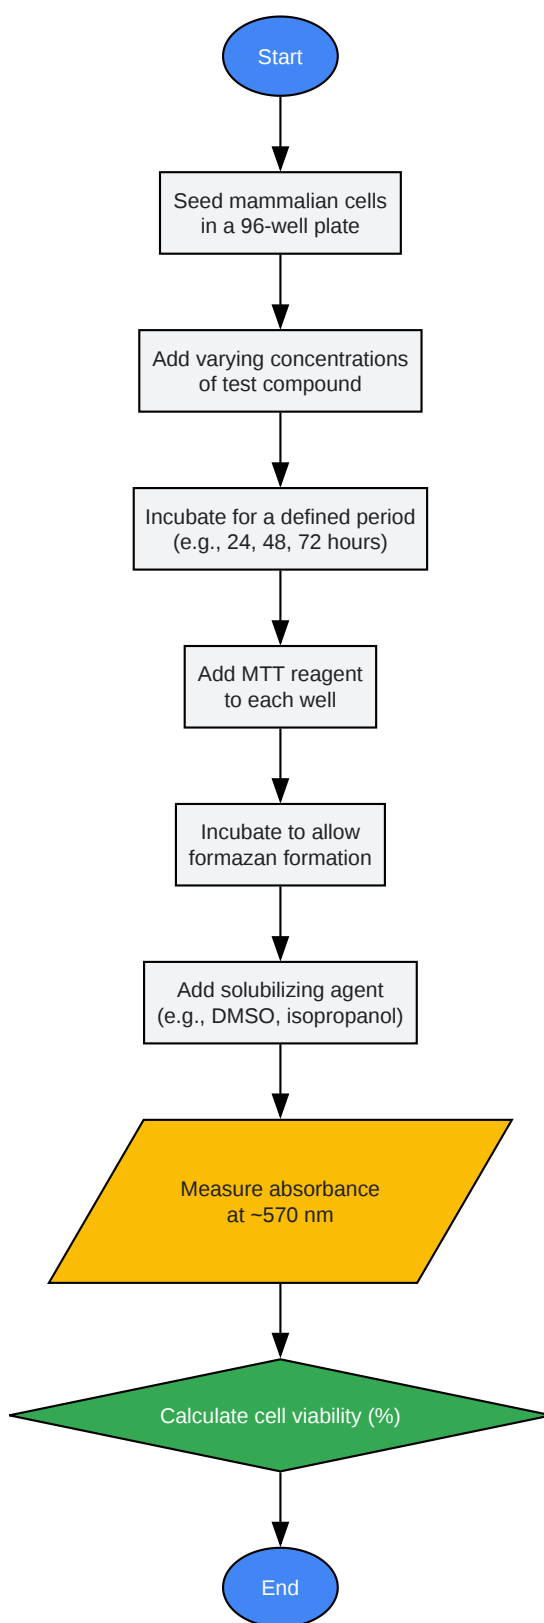 Start
Seed mammalian cells
in a 96-well plate
Add varying concentrations
of test compound
Incubate for a defined period
(e.g., 24, 48, 72 hours)
Add MTT reagent
to each well
Incubate to allow
formazan formation
Add solubilizing agent
(e.g., DMSO, isopropanol)
Measure absorbance
at ~570 nm
Calculate cell viability (%)
End